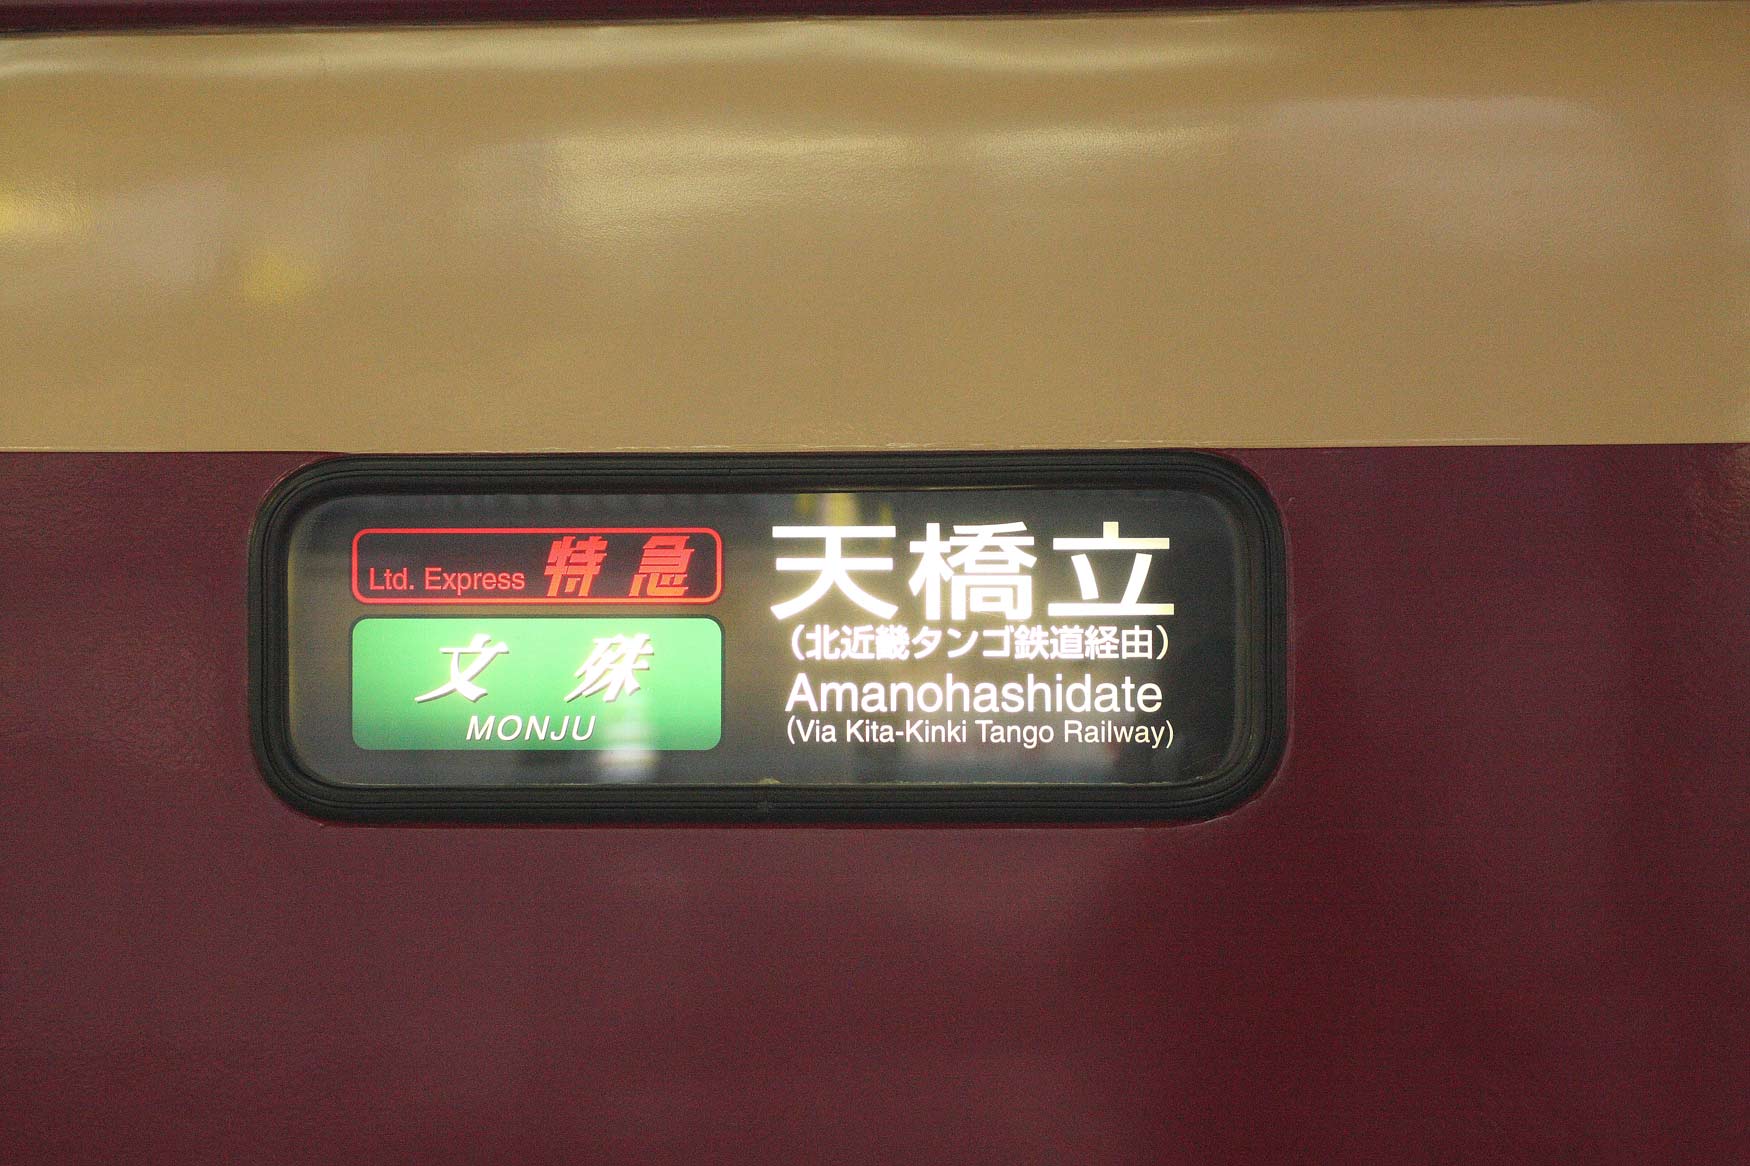 Ltd. Express 特急
文殊
MONJU
天橋立
（北近畿タンゴ鉄道経由）
Amanohashidate
(Via Kita-Kinki Tango Railway)